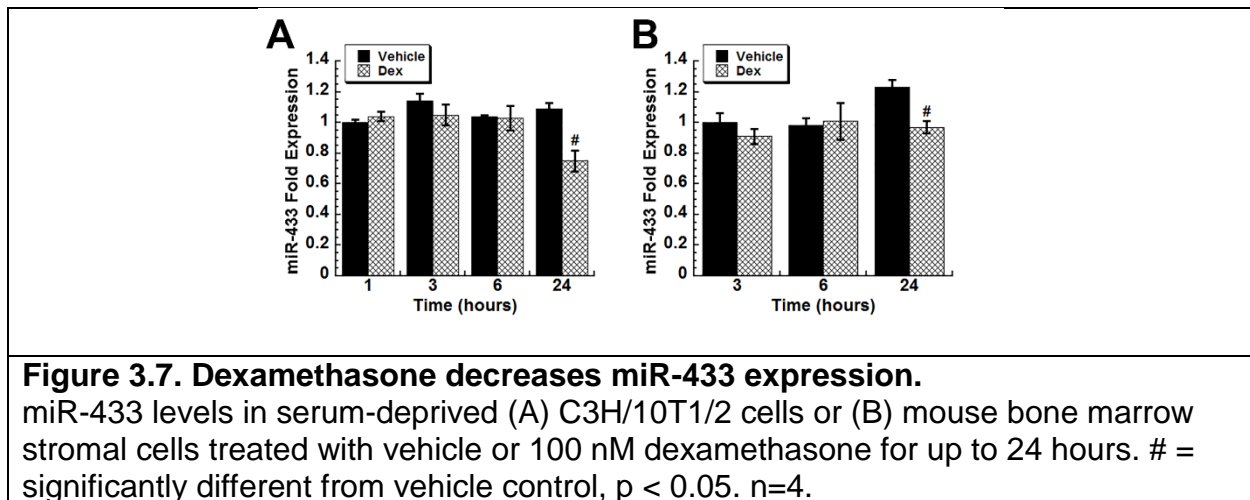 A
Vehicle
Dex
miR-433 Fold Expression
1.4
1.2
1
0.8
0.6
0.4
0.2
0
#
1 3 6 24
Time (hours)
B
Vehicle
Dex
miR-433 Fold Expression
1.4
1.2
1
0.8
0.6
0.4
0.2
0
#
3 6 24
Time (hours)
Figure 3.7. Dexamethasone decreases miR-433 expression.
miR-433 levels in serum-deprived (A) C3H/10T1/2 cells or (B) mouse bone marrow
stromal cells treated with vehicle or 100 nM dexamethasone for up to 24 hours. # =
significantly different from vehicle control, p < 0.05. n=4.